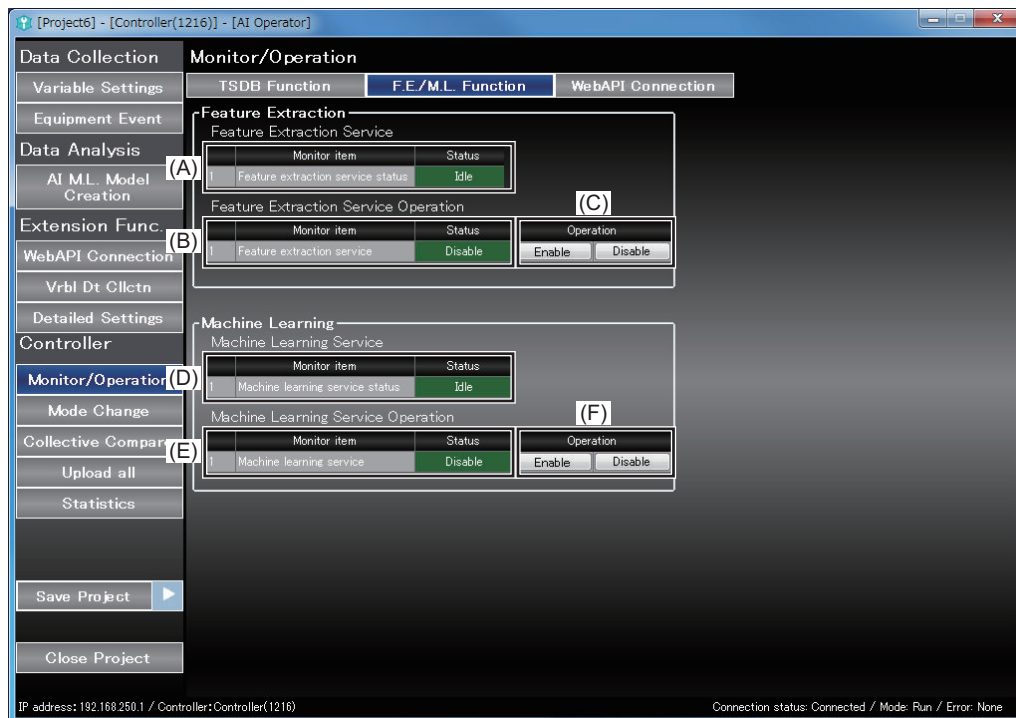 [Project6] - [Controller(1216)] - [AI Operator]
Data Collection
Variable Settings
Equipment Event
Data Analysis
AI M.L. Model
Creation
Extension Func.
WebAPI Connection
Vrbl Dt Cllctn
Detailed Settings
Controller
Monitor/Operation
Mode Change
Collective Compare
Upload all
Statistics
Save Project
Close Project
Monitor/Operation
TSDB Function
F.E./M.L. Function
WebAPI Connection
Feature Extraction
Feature Extraction Service
(A)
Monitor item Status
1 Feature extraction service status Idle
Feature Extraction Service Operation
(B)
Monitor item Status
1 Feature extraction service Disable
(C)
Operation
Enable Disable
Machine Learning
Machine Learning Service
(D)
Monitor item Status
1 Machine learning service status Idle
Machine Learning Service Operation
(E)
Monitor item Status
1 Machine learning service Disable
(F)
Operation
Enable Disable
IP address: 192.168.250.1 / Controller:Controller(1216)
Connection status: Connected / Mode: Run / Error: None